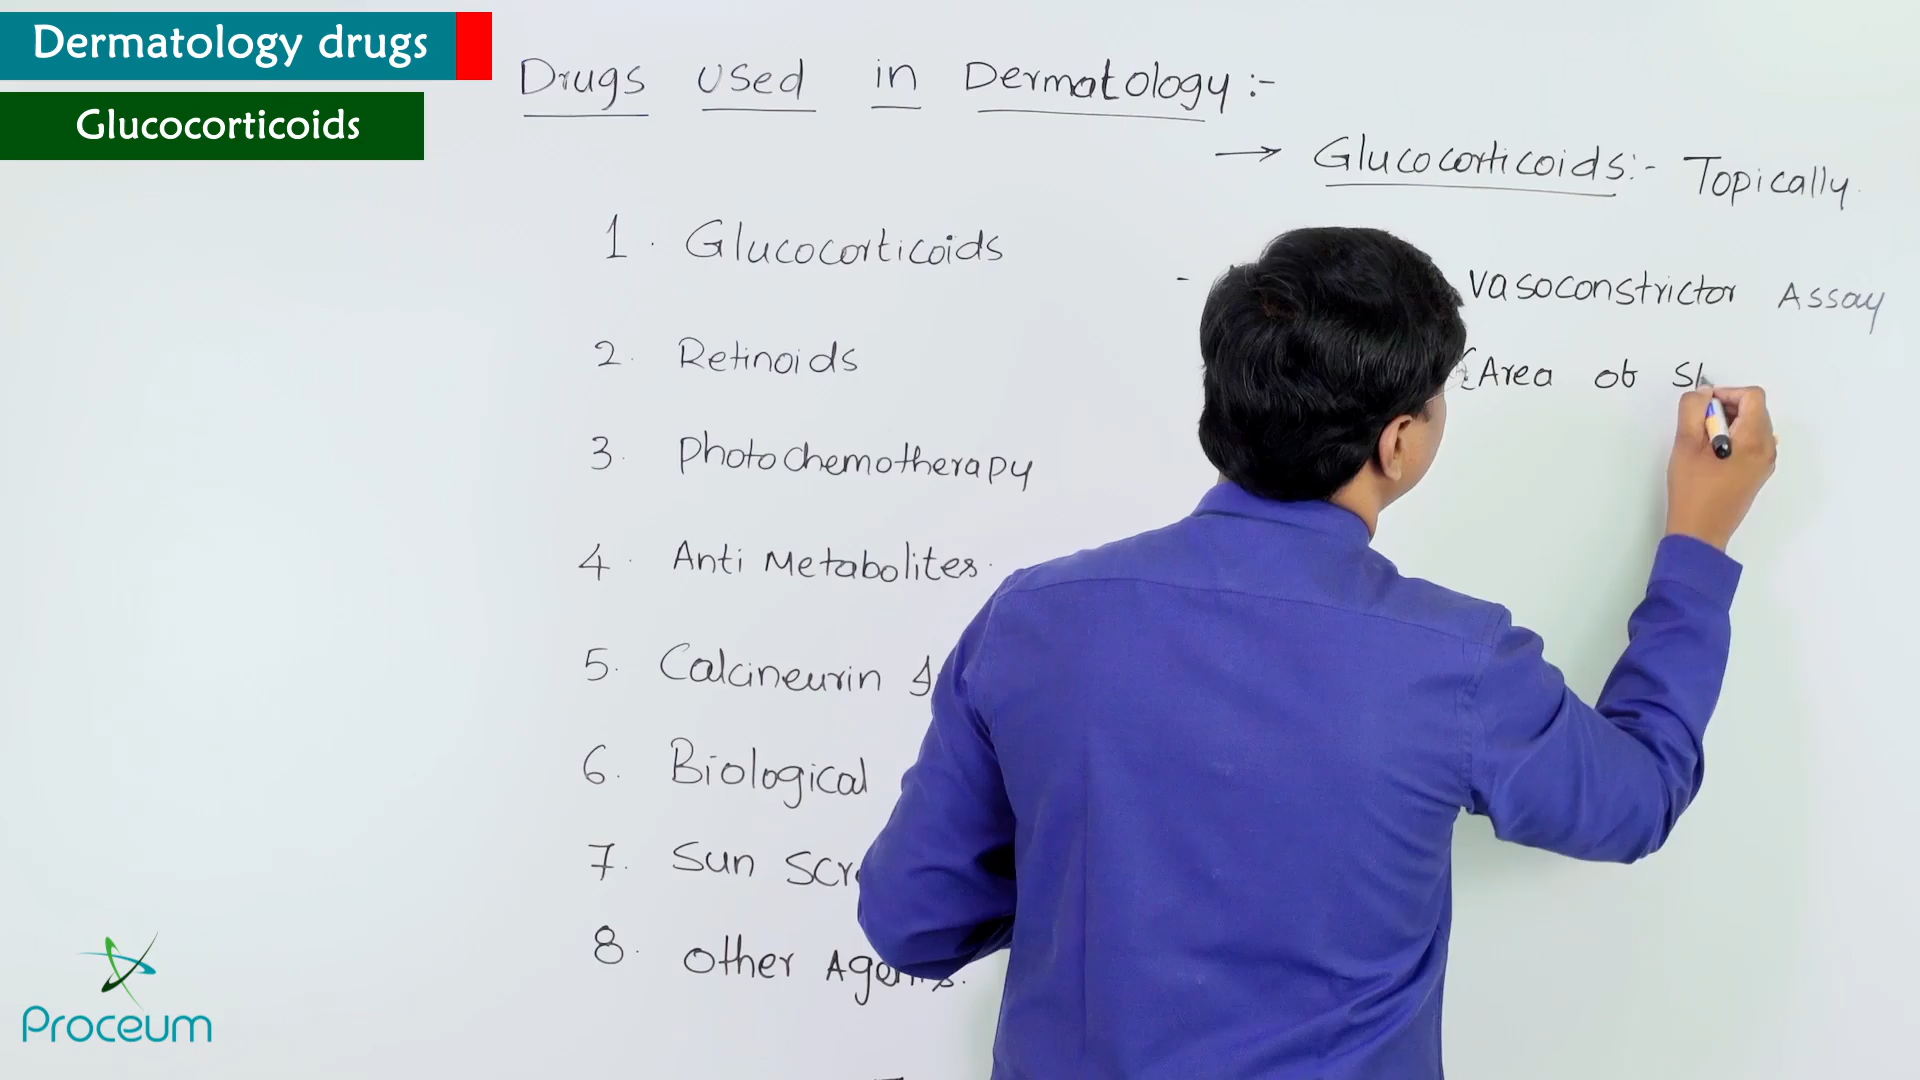 Dermatology drugs
Glucocorticoids
Drugs used in Dermatology:-
→ Glucocorticoids:- Topically.
1. Glucocorticoids
- vasoconstrictor Assay
2. Retinoids
[Area of
3. Photochemotherapy
4. Anti Metabolites.
5. Calcineurin
6. Biological
7. Sun
8. Other Agents.
Proceum